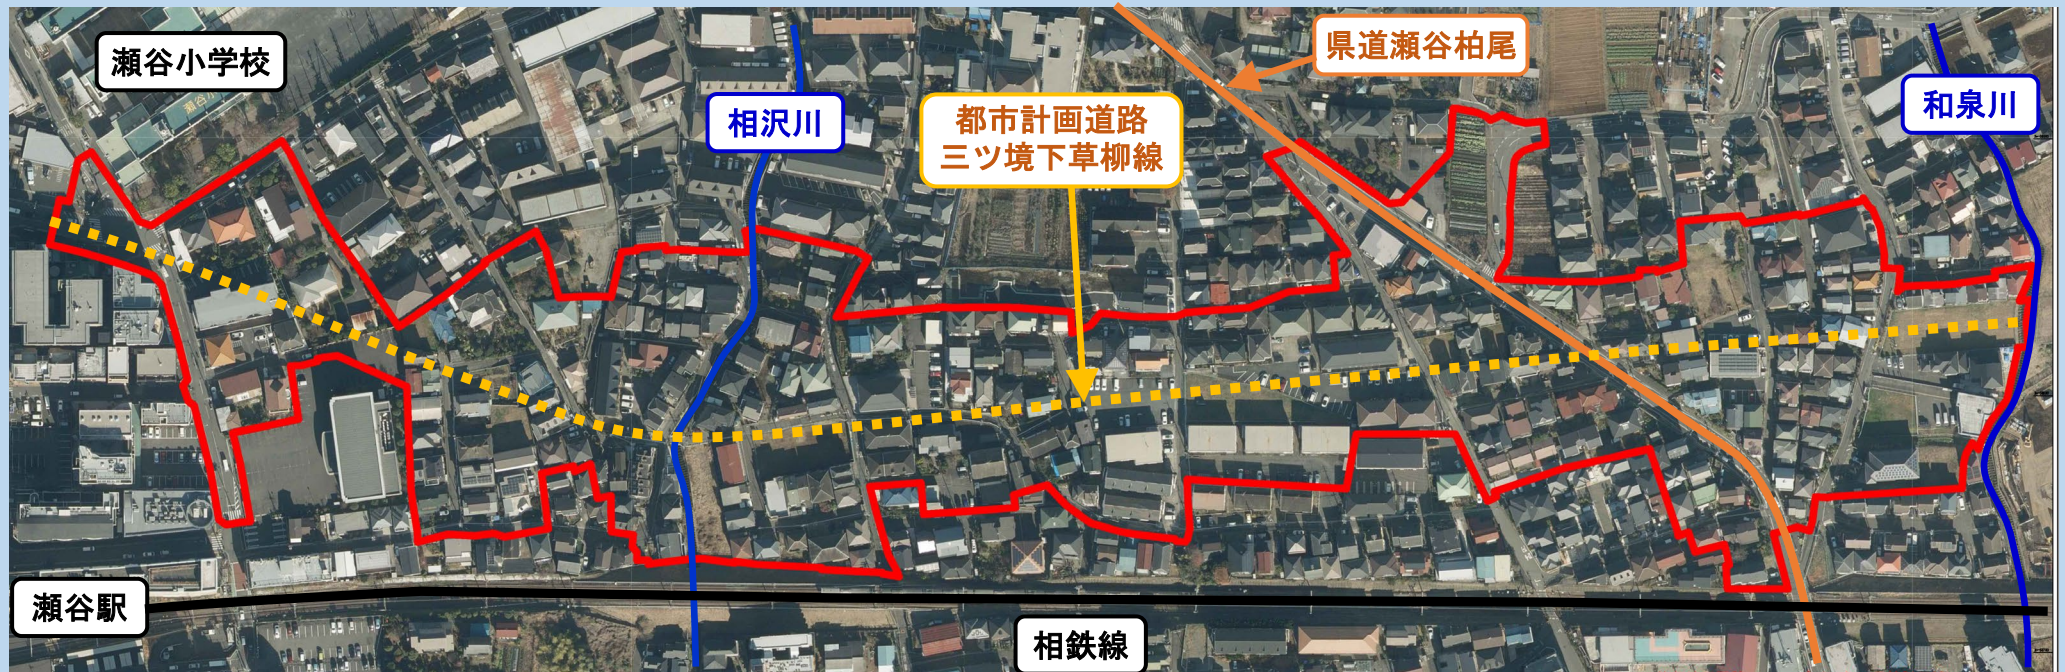 瀬谷小学校
県道瀬谷柏尾
相沢川
都市計画道路
三ツ境下草柳線
和泉川
瀬谷駅
相鉄線